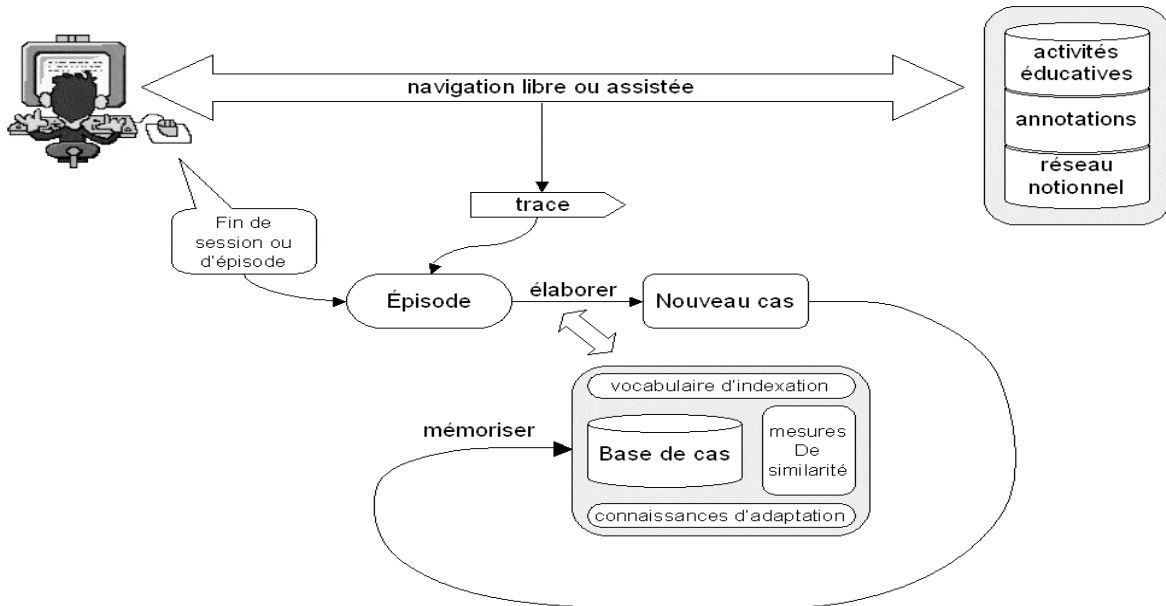 navigation libre ou assistée
activités
éducatives
annotations
réseau
notionnel
trace
Fin de
session ou
d'épisode
Épisode
élaborer
Nouveau cas
vocabulaire d'indexation
mémoriser
Base de cas
mesures
De
similarité
connaissances d'adaptation